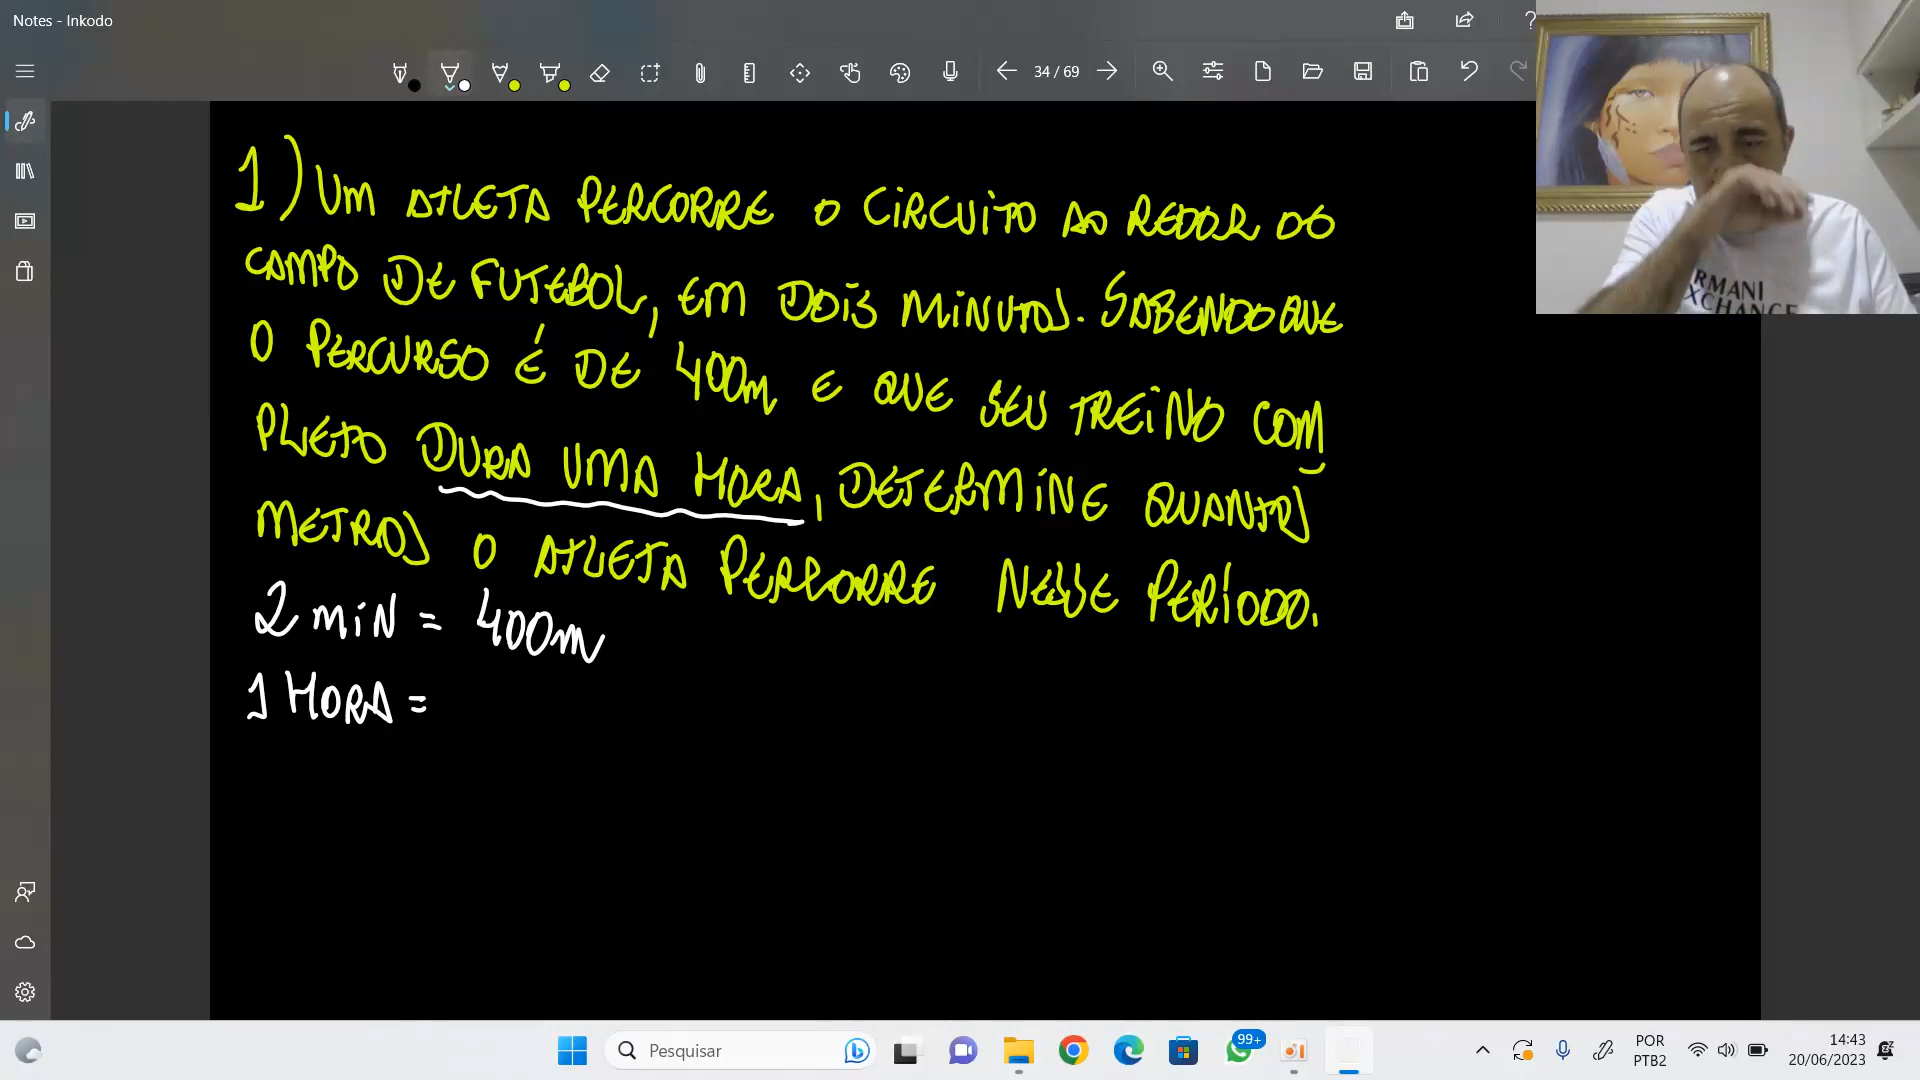 Notes - Inkodo
34 / 69
1) UM ATLETA PERCORRE O CIRCUITO AO REDOR DO
CAMPO DE FUTEBOL, EM DOIS MINUTOS. SABENDO QUE
O PERCURSO É DE 400m E QUE SEU TREINO COM
PLETO DURA UMA HORA, DETERMINE QUANTOS
METROS O ATLETA PERCORRE NESSE PERÍODO.
2 MIN = 400m
1 HORA =
RMANI
XCHANGE
Pesquisar
99+
POR
PTB2
14:43
20/06/2023